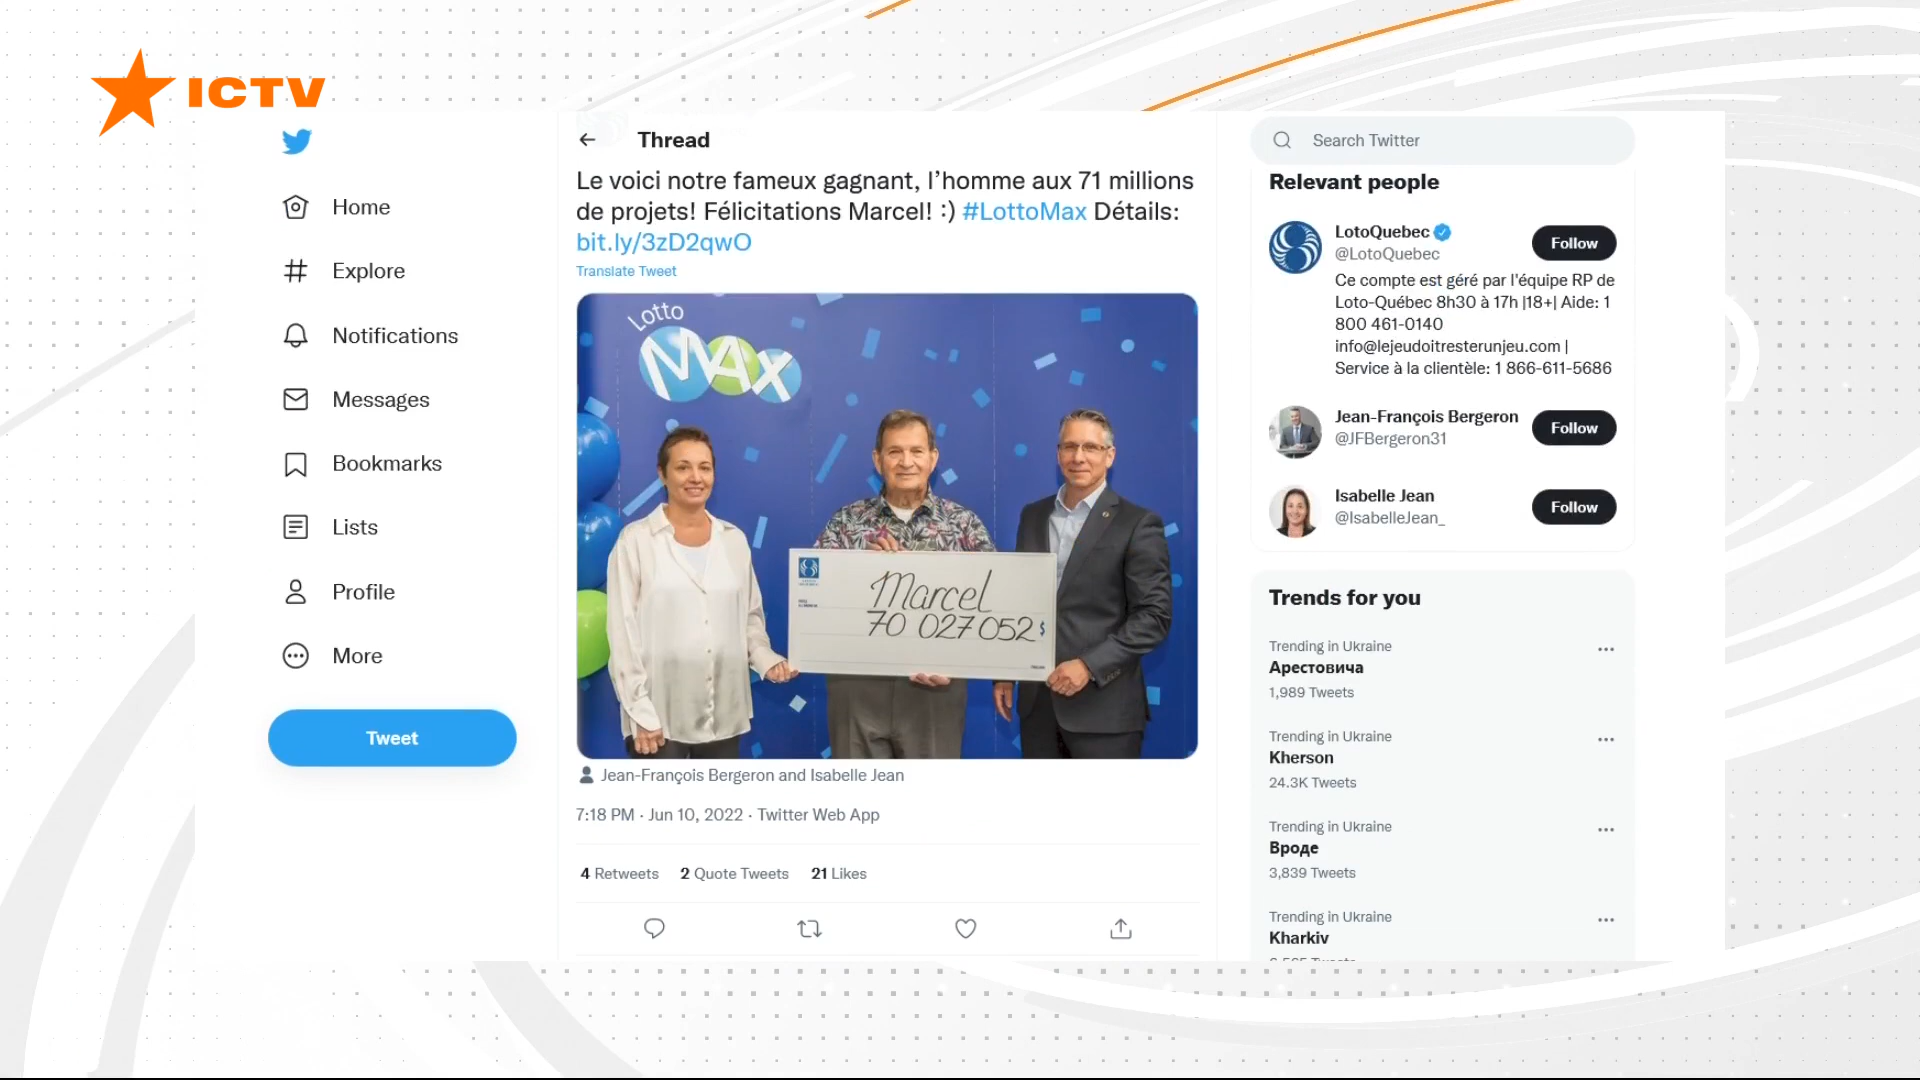 ICTV
Home
Explore
Notifications
Messages
Bookmarks
Lists
Profile
More
Tweet
Thread
Le voici notre fameux gagnant, l’homme aux 71 millions
de projets! Félicitations Marcel! :) #LottoMax Détails:
bit.ly/3zD2qwO
Translate Tweet
Lotto
MAX
Marcel
70 027 052 $
Jean-François Bergeron and Isabelle Jean
7:18 PM · Jun 10, 2022 · Twitter Web App
4 Retweets 2 Quote Tweets 21 Likes
Search Twitter
Relevant people
LotoQuebec
@LotoQuebec
Follow
Ce compte est géré par l'équipe RP de
Loto-Québec 8h30 à 17h |18+| Aide: 1
800 461-0140
info@lejeudoitresterunjeu.com |
Service à la clientèle: 1 866-611-5686
Jean-François Bergeron
@JFBergeron31
Follow
Isabelle Jean
@IsabelleJean_
Follow
Trends for you
Trending in Ukraine
Арестовича
1,989 Tweets
Trending in Ukraine
Kherson
24.3K Tweets
Trending in Ukraine
Вроде
3,839 Tweets
Trending in Ukraine
Kharkiv